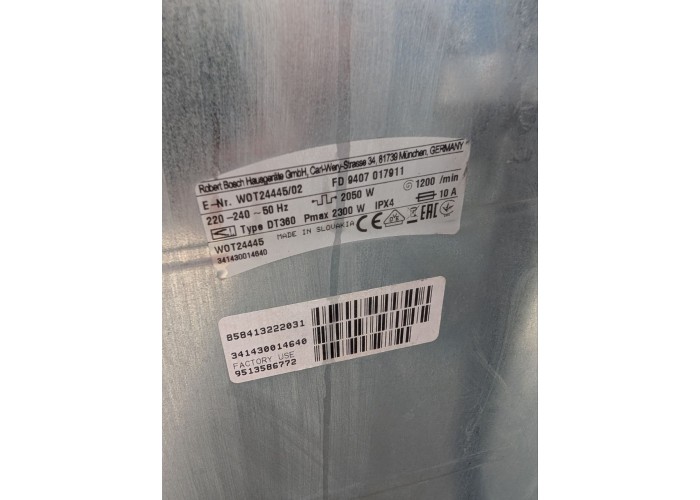 Robert Bosch Hausgeräte GmbH, Carl-Wery-Strasse 34, 81739 München, GERMANY
E-Nr. WOT24445/02 FD 9407 017911
220-240 ~ 50 Hz 2050 W 1200 /min
Type DT360 Pmax 2300 W IPX4 10 A
WOT24445 MADE IN SLOVAKIA CE EAC
341430014640
858413222031
341430014640
FACTORY USE
9513586772